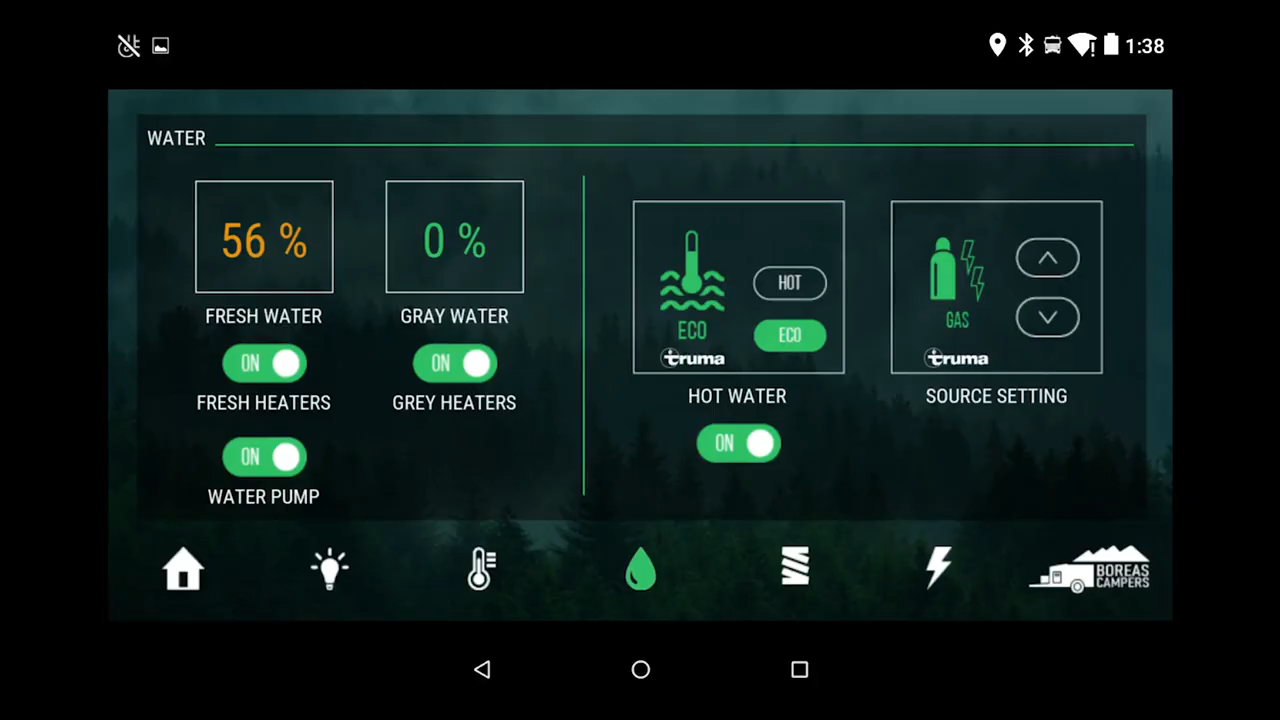 1:38
WATER
56 %
0 %
FRESH WATER
GRAY WATER
ON
ON
FRESH HEATERS
GREY HEATERS
ON
WATER PUMP
HOT
ECO
ECO
truma
HOT WATER
ON
GAS
truma
SOURCE SETTING
BOREAS
CAMPERS